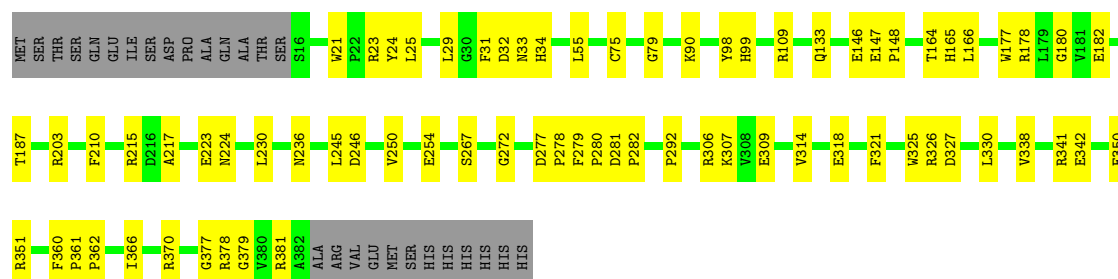 MET SER THR SER GLN GLU ILE SER ASP PRO ALA GLN ALA THR SER S16 W21 P22 R23 Y24 L25 L29 G30 F31 D32 N33 H34 L55 C75 G79 K90 Y98 H99 R109 Q133 E146 E147 P148 T164 H165 L166 W177 R178 L179 G180 V181 E182
T187 R203 F210 R215 D216 A217 E223 N224 L230 N236 L245 D246 V250 E254 S267 G272 D277 P278 F279 P280 D281 P282 P292 R306 K307 V308 E309 V314 E318 F321 W325 R326 D327 L330 V338 R341 E342
R351 F360 P361 P362 I366 R370 G377 R378 G379 V380 R381 A382 ALA ARG VAL GLU MET SER HIS HIS HIS HIS HIS HIS